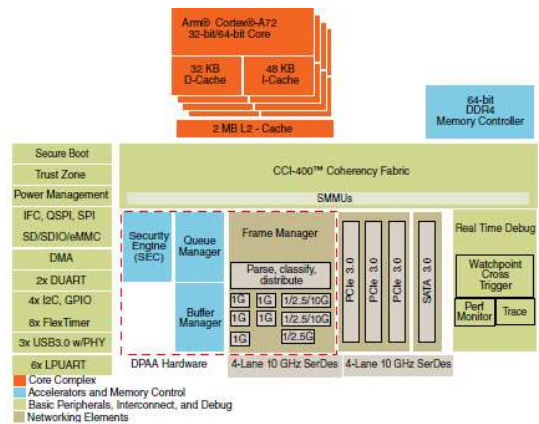 Arm® Cortex®-A72
32-bit/64-bit Core
32 KB
D-Cache
48 KB
I-Cache
2 MB L2 - Cache
64-bit
DDR4
Memory Controller
Secure Boot
Trust Zone
Power Management
IFC, QSPI, SPI
SD/SDIO/eMMC
DMA
2x DUART
4x I2C, GPIO
8x FlexTimer
3x USB3.0 w/PHY
6x LPUART
CCI-400™ Coherency Fabric
SMMUs
Security
Engine
(SEC)
Queue
Manager
Buffer
Manager
Frame Manager
Parse, classify,
distribute
1G
1G
1/2.5/10G
1G
1G
1/2.5/10G
1G
1/2.5G
PCIe 3.0
PCIe 3.0
PCIe 3.0
SATA 3.0
Real Time Debug
Watchpoint
Cross
Trigger
Perf
Monitor
Trace
DPAA Hardware
4-Lane 10 GHz SerDes
4-Lane 10 GHz SerDes
Core Complex
Accelerators and Memory Control
Basic Peripherals, Interconnect, and Debug
Networking Elements